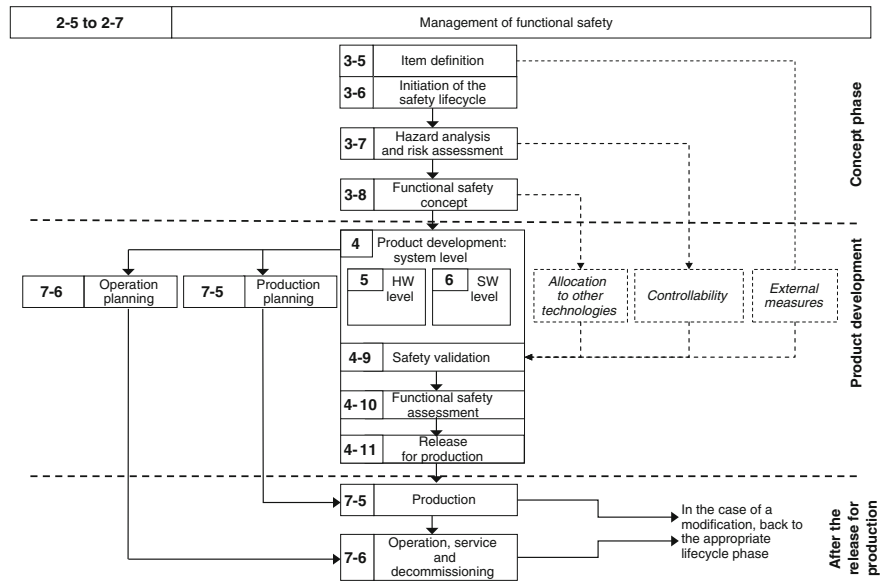 2-5 to 2-7
Management of functional safety
3-5
Item definition
3-6
Initiation of the
safety lifecycle
3-7
Hazard analysis
and risk assessment
3-8
Functional safety
concept
Concept phase
4
Product development:
system level
5
HW
level
6
SW
level
7-6
Operation
planning
7-5
Production
planning
Allocation
to other
technologies
Controllability
External
measures
4-9
Safety validation
4-10
Functional safety
assessment
4-11
Release
for production
Product development
7-5
Production
7-6
Operation, service
and
decommissioning
In the case of a
modification, back to
the appropriate
lifecycle phase
After the
release for
production